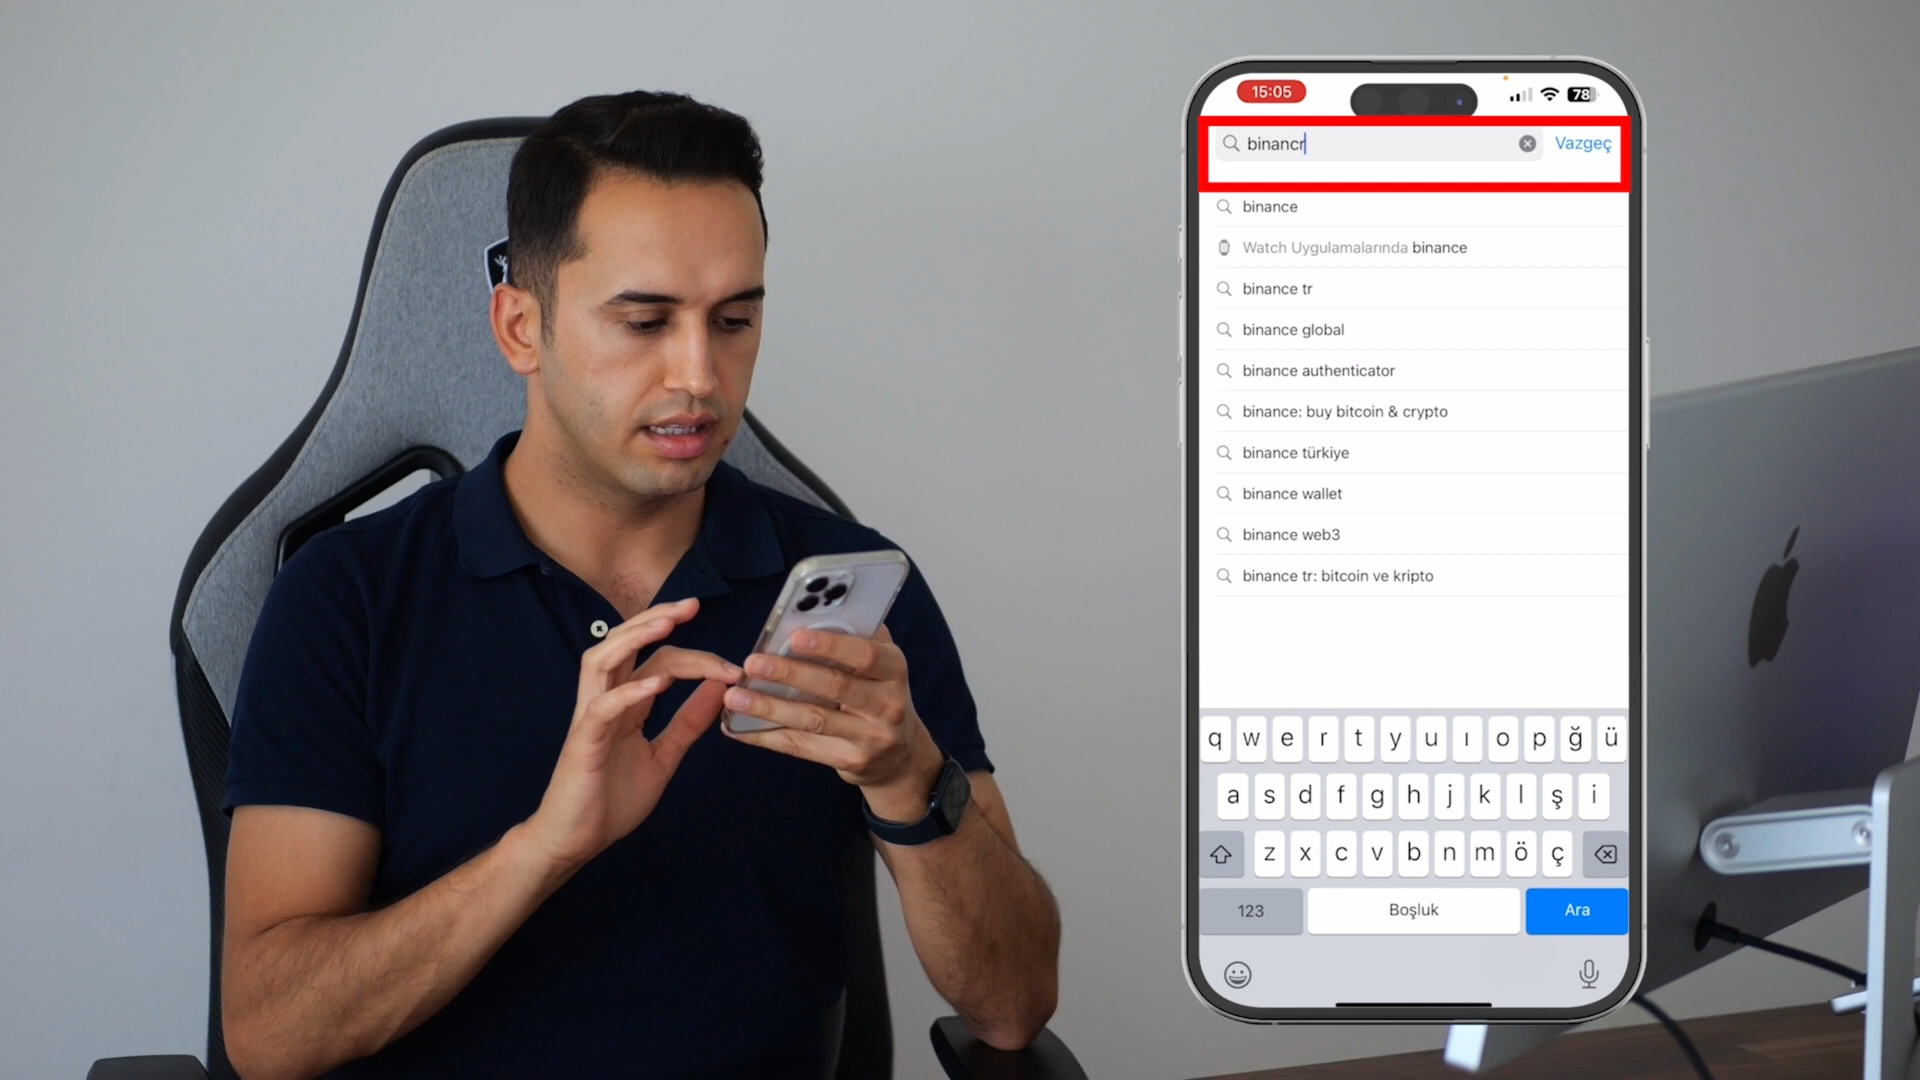 15:05
78
binancr
Vazgeç
binance
Watch Uygulamalarında binance
binance tr
binance global
binance authenticator
binance: buy bitcoin & crypto
binance türkiye
binance wallet
binance web3
binance tr: bitcoin ve kripto
q w e r t y u ı o p ğ ü
a s d f g h j k l ş i
z x c v b n m ö ç
123
Boşluk
Ara